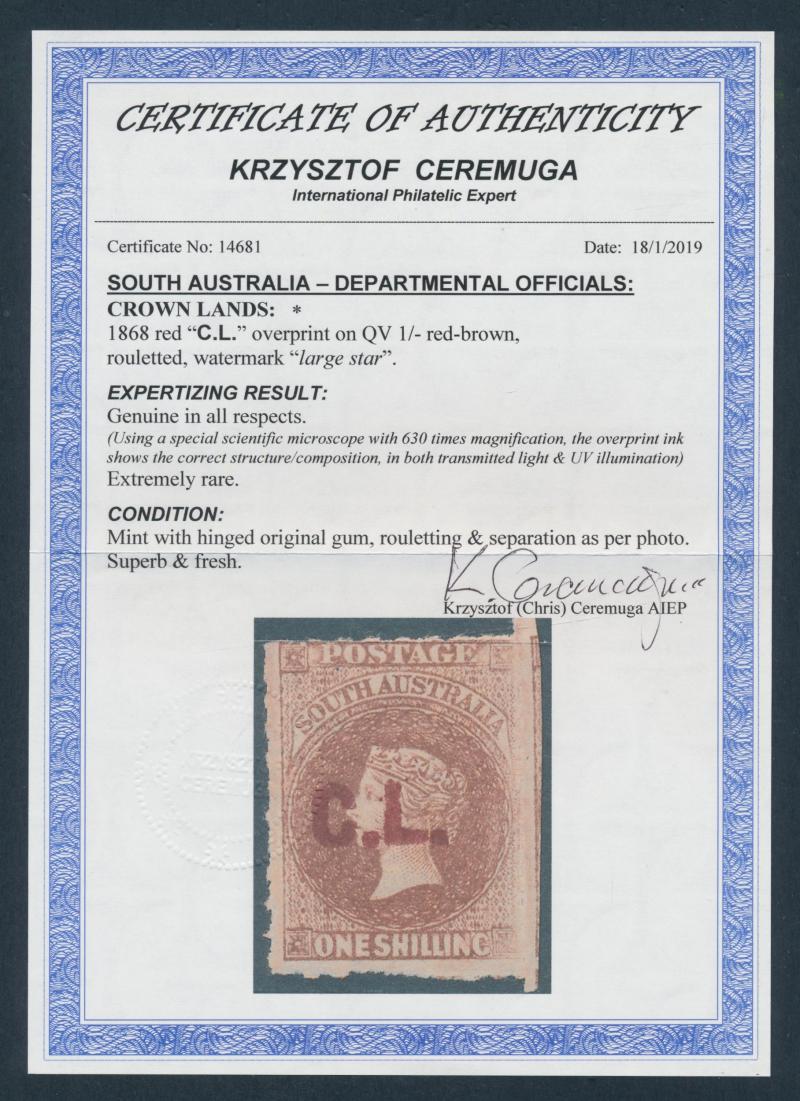 CERTIFICATE OF AUTHENTICITY
KRZYSZTOF CEREMUGA
International Philatelic Expert
Certificate No: 14681 Date: 18/1/2019
SOUTH AUSTRALIA – DEPARTMENTAL OFFICIALS:
CROWN LANDS: *
1868 red “C.L.” overprint on QV 1/- red-brown,
rouletted, watermark “large star”.
EXPERTIZING RESULT:
Genuine in all respects.
(Using a special scientific microscope with 630 times magnification, the overprint ink
shows the correct structure/composition, in both transmitted light & UV illumination)
Extremely rare.
CONDITION:
Mint with hinged original gum, rouletting & separation as per photo.
Superb & fresh.
K Ceremuga
Krzysztof (Chris) Ceremuga AIEP
POSTAGE
SOUTH AUSTRALIA
C.L.
ONE SHILLING
KRZYSZTOF
CEREMUGA